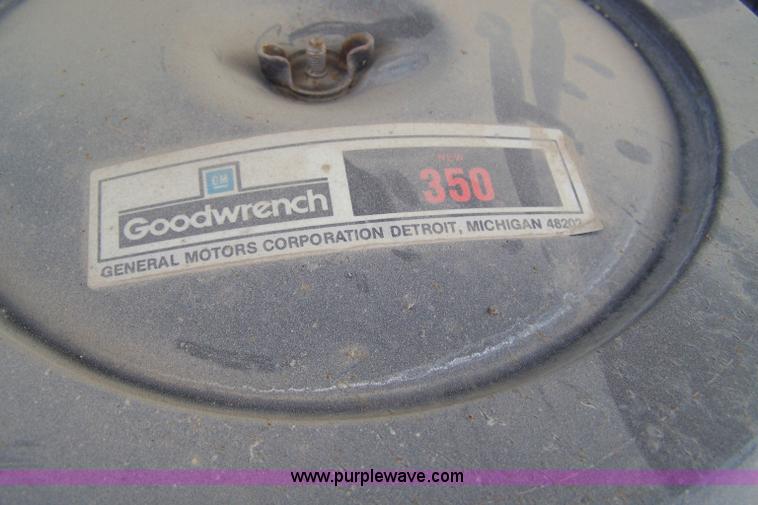 GM
Goodwrench
NEW
350
GENERAL MOTORS CORPORATION DETROIT, MICHIGAN 48202
www.purplewave.com